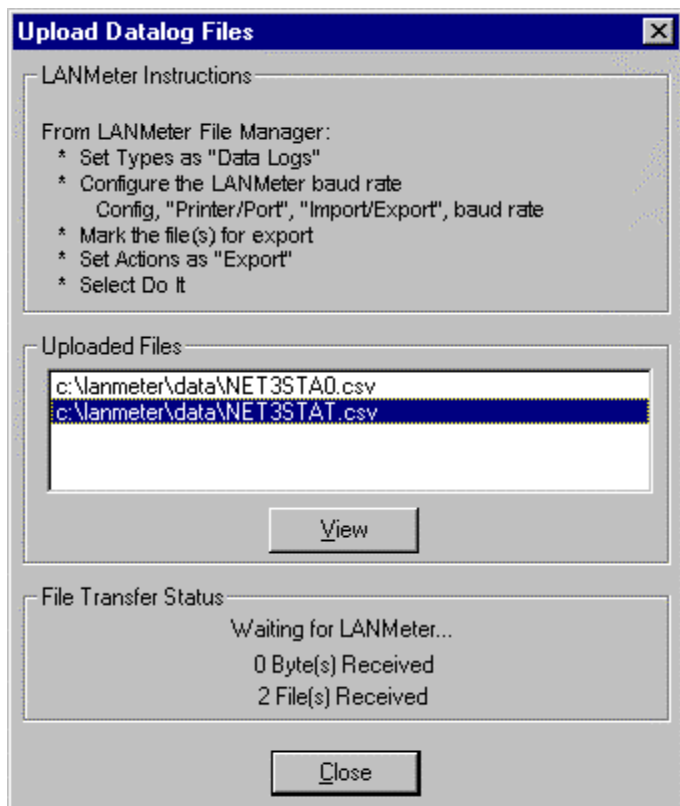 Upload Datalog Files
LANMeter Instructions
From LANMeter File Manager:
* Set Types as "Data Logs"
* Configure the LANMeter baud rate
Config, "Printer/Port", "Import/Export", baud rate
* Mark the file(s) for export
* Set Actions as "Export"
* Select Do It
Uploaded Files
c:\lanmeter\data\NET3STA0.csv
c:\lanmeter\data\NET3STAT.csv
View
File Transfer Status
Waiting for LANMeter...
0 Byte(s) Received
2 File(s) Received
Close